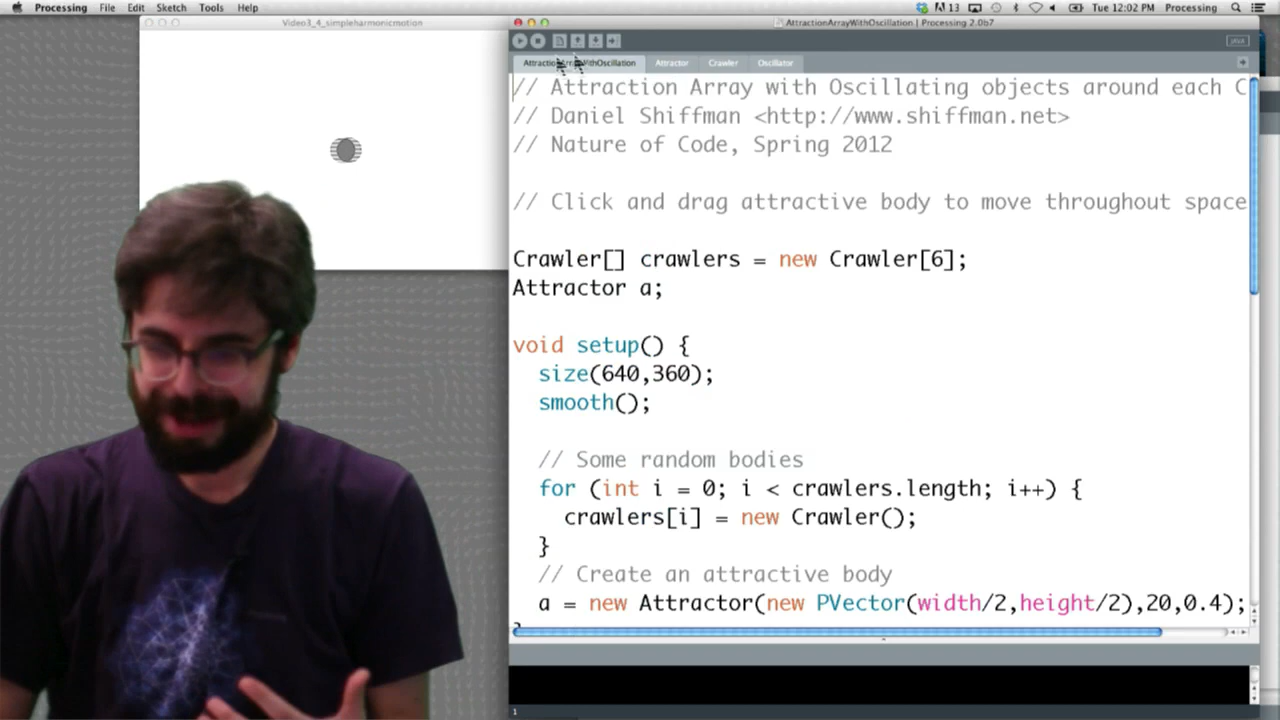 Processing File Edit Sketch Tools Help
13 Tue 12:02 PM Processing
Video3_4_simpleharmonicmotion
AttractionArrayWithOscillation | Processing 2.0b7
java
Attractor Crawler Oscillator
// Attraction Array with Oscillating objects around each C
// Daniel Shiffman <http://www.shiffman.net>
// Nature of Code, Spring 2012
// Click and drag attractive body to move throughout space
Crawler[] crawlers = new Crawler[6];
Attractor a;
void setup() {
size(640,360);
smooth();
// Some random bodies
for (int i = 0; i < crawlers.length; i++) {
crawlers[i] = new Crawler();
}
// Create an attractive body
a = new Attractor(new PVector(width/2,height/2),20,0.4);
1